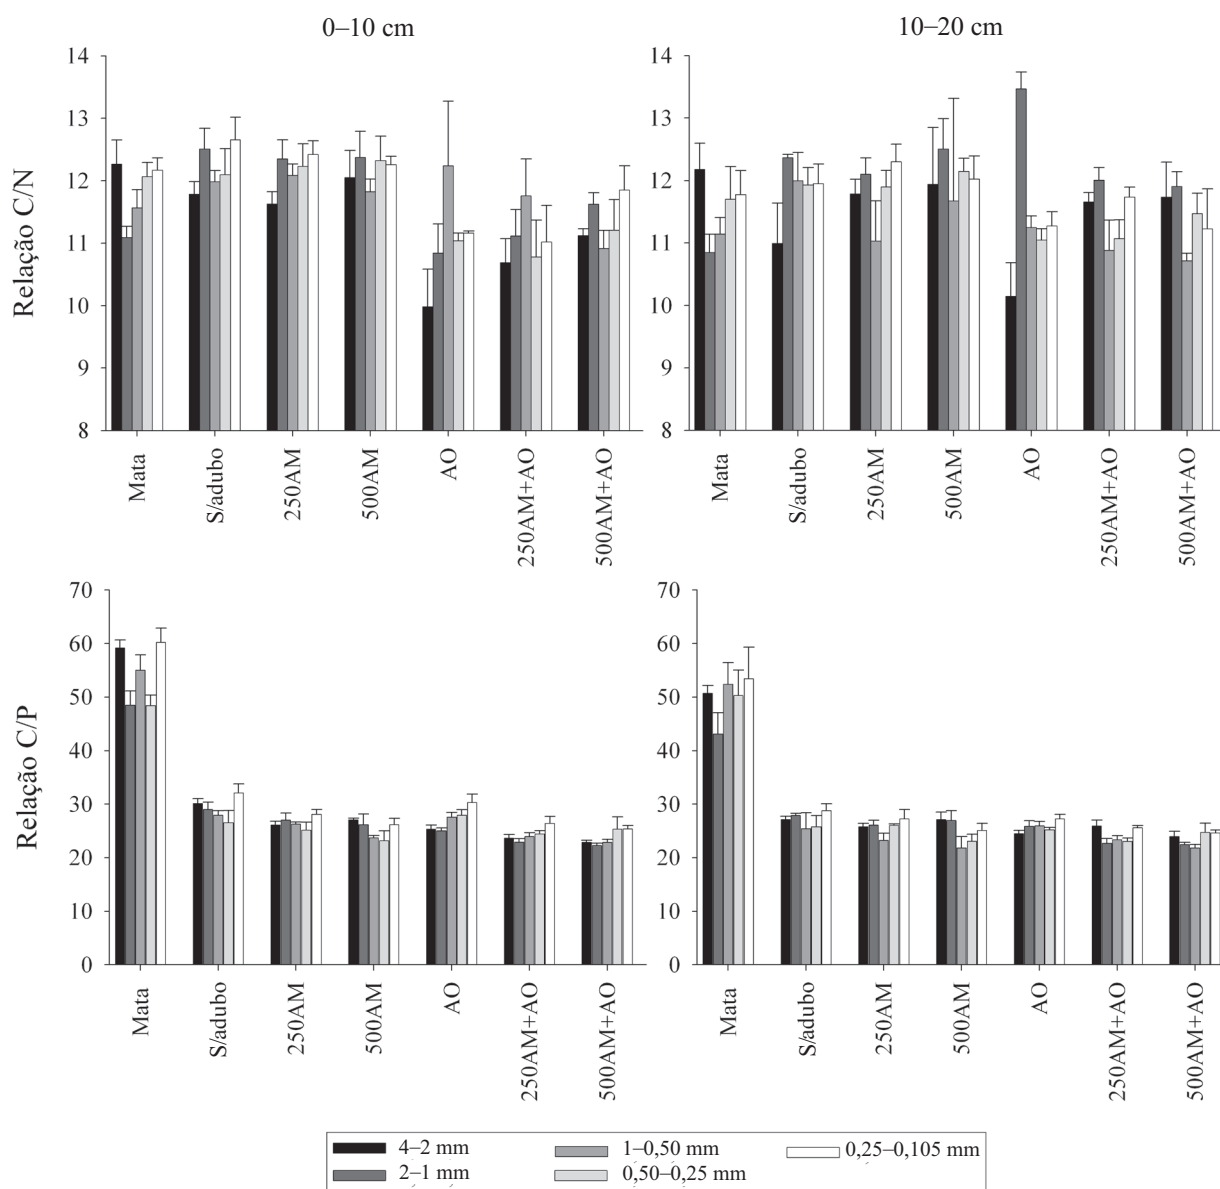 0–10 cm
10–20 cm
Relação C/N
14
13
12
11
10
9
8
14
13
12
11
10
9
8
Mata
S/adubo
250AM
500AM
AO
250AM+AO
500AM+AO
Mata
S/adubo
250AM
500AM
AO
250AM+AO
500AM+AO
Relação C/P
70
60
50
40
30
20
10
0
70
60
50
40
30
20
10
0
Mata
S/adubo
250AM
500AM
AO
250AM+AO
500AM+AO
Mata
S/adubo
250AM
500AM
AO
250AM+AO
500AM+AO
4–2 mm
1–0,50 mm
0,25–0,105 mm
2–1 mm
0,50–0,25 mm